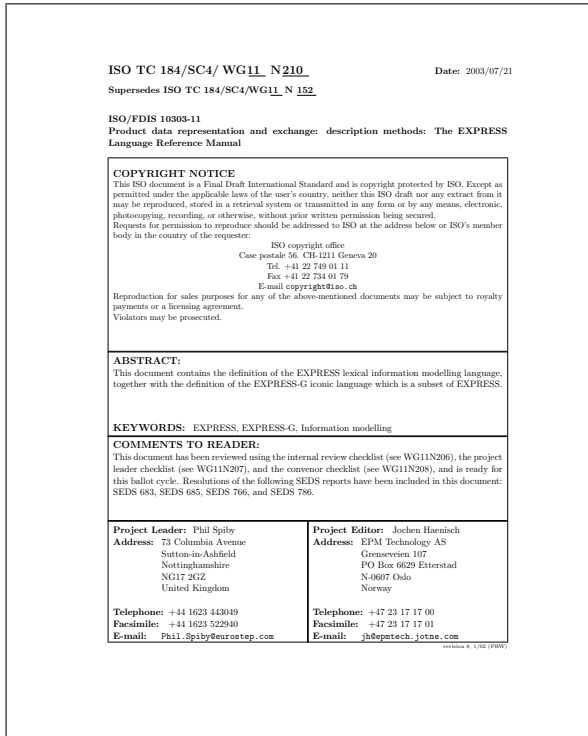 ISO TC 184/SC4/ WG11 N210 Date: 2003/07/21
Supersedes ISO TC 184/SC4/WG11 N 152
ISO/FDIS 10303-11
Product data representation and exchange: description methods: The EXPRESS
Language Reference Manual
COPYRIGHT NOTICE
This ISO document is a Final Draft International Standard and is copyright protected by ISO. Except as
permitted under the applicable laws of the user's country, neither this ISO draft nor any extract from it
may be reproduced, stored in a retrieval system or transmitted in any form or by any means, electronic,
photocopying, recording, or otherwise, without prior written permission being secured.
Requests for permission to reproduce should be addressed to ISO at the address below or ISO's member
body in the country of the requester:
ISO copyright office
Case postale 56. CH-1211 Geneva 20
Tel. +41 22 749 01 11
Fax +41 22 734 01 79
E-mail copyright@iso.ch
Reproduction for sales purposes for any of the above-mentioned documents may be subject to royalty
payments or a licensing agreement.
Violators may be prosecuted.
ABSTRACT:
This document contains the definition of the EXPRESS lexical information modelling language,
together with the definition of the EXPRESS-G iconic language which is a subset of EXPRESS.
KEYWORDS: EXPRESS, EXPRESS-G, Information modelling
COMMENTS TO READER:
This document has been reviewed using the internal review checklist (see WG11N206), the project
leader checklist (see WG11N207), and the convenor checklist (see WG11N208), and is ready for
this ballot cycle. Resolutions of the following SEDS reports have been included in this document:
SEDS 683, SEDS 685, SEDS 766, and SEDS 786.
Project Leader: Phil Spiby
Address: 73 Columbia Avenue
Sutton-in-Ashfield
Nottinghamshire
NG17 2GZ
United Kingdom
Telephone: +44 1623 443049
Facsimile: +44 1623 522940
E-mail: Phil.Spiby@eurostep.com
Project Editor: Jochen Haenisch
Address: EPM Technology AS
Grenseveien 107
PO Box 6629 Etterstad
N-0607 Oslo
Norway
Telephone: +47 23 17 17 00
Facsimile: +47 23 17 17 01
E-mail: jh@epmtech.jotne.com
revision 8, 1/02 (PRW)